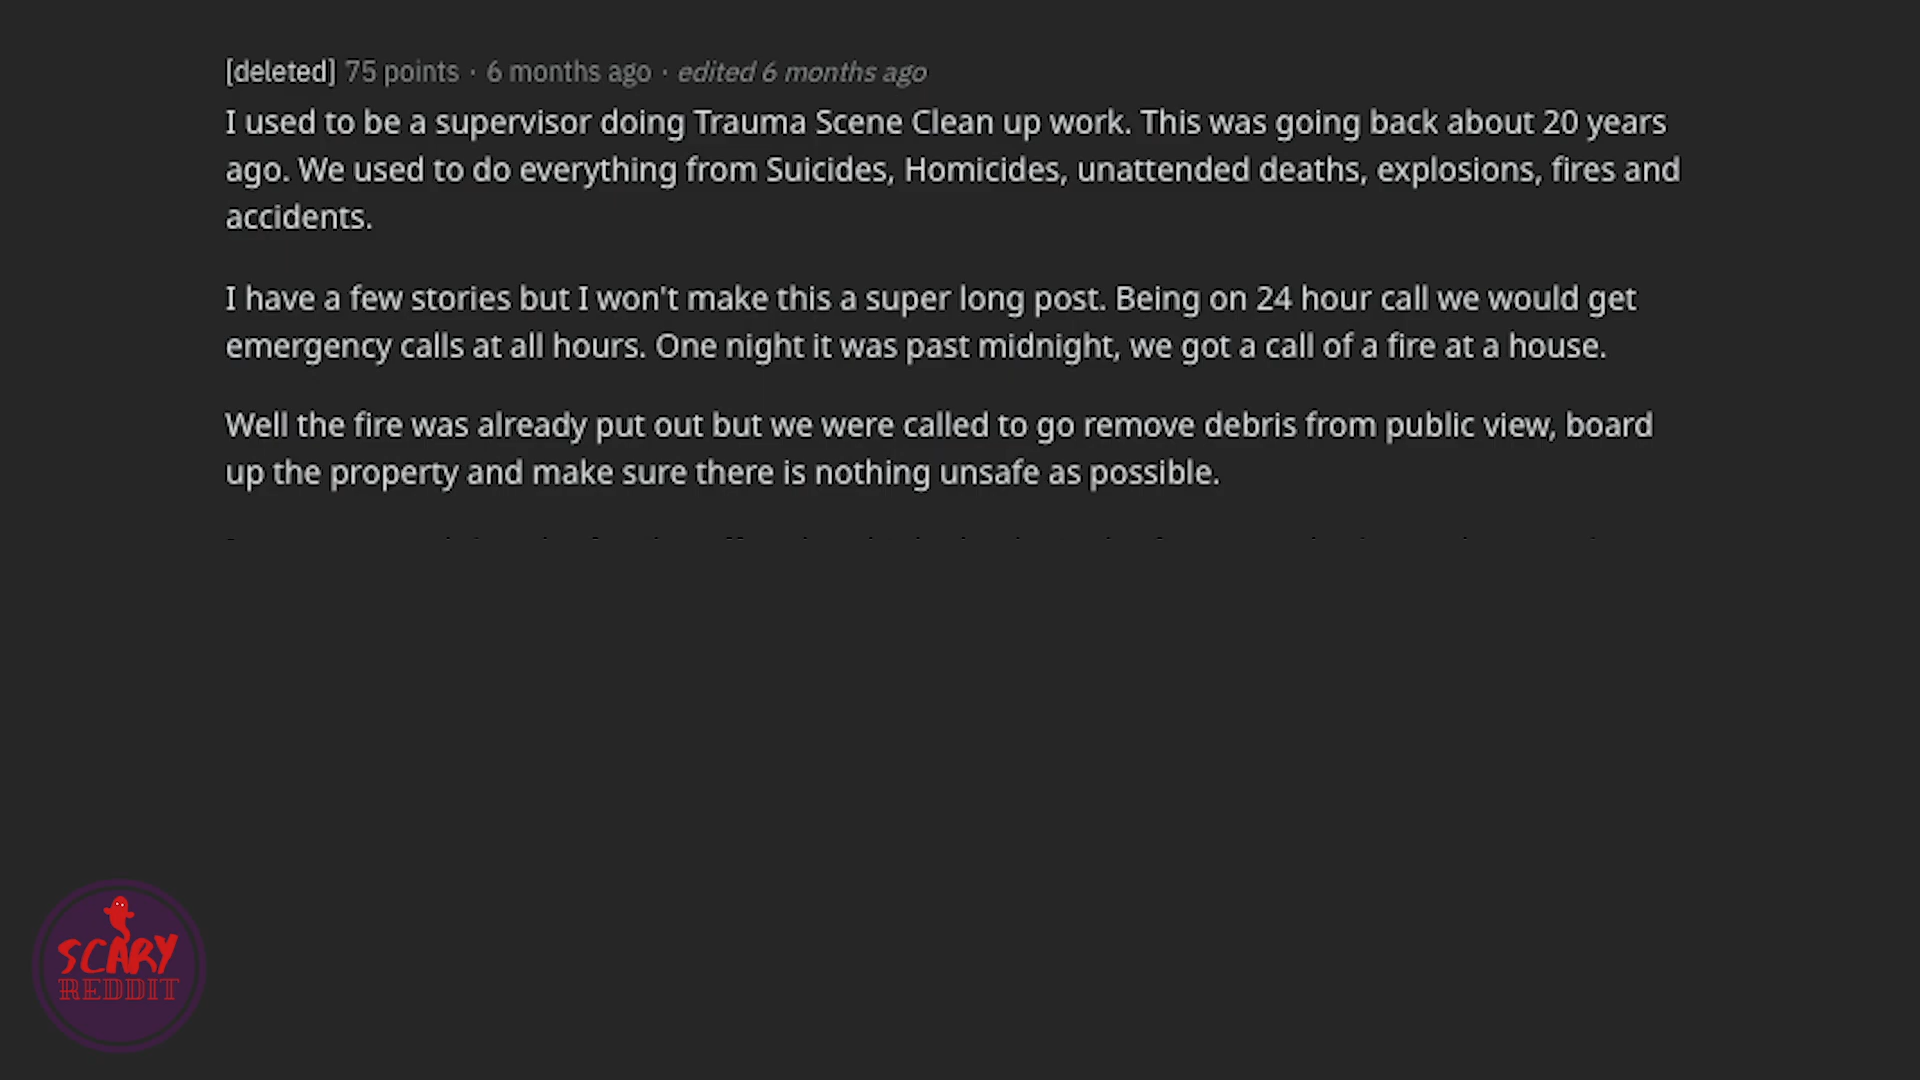 [deleted] 75 points · 6 months ago · edited 6 months ago
I used to be a supervisor doing Trauma Scene Clean up work. This was going back about 20 years
ago. We used to do everything from Suicides, Homicides, unattended deaths, explosions, fires and
accidents.
I have a few stories but I won't make this a super long post. Being on 24 hour call we would get
emergency calls at all hours. One night it was past midnight, we got a call of a fire at a house.
Well the fire was already put out but we were called to go remove debris from public view, board
up the property and make sure there is nothing unsafe as possible.
SCARY
REDDIT